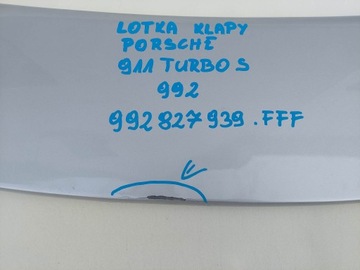 LOTKA KLAPY
PORSCHE
911 TURBO S
992
992 827 939 . FFF